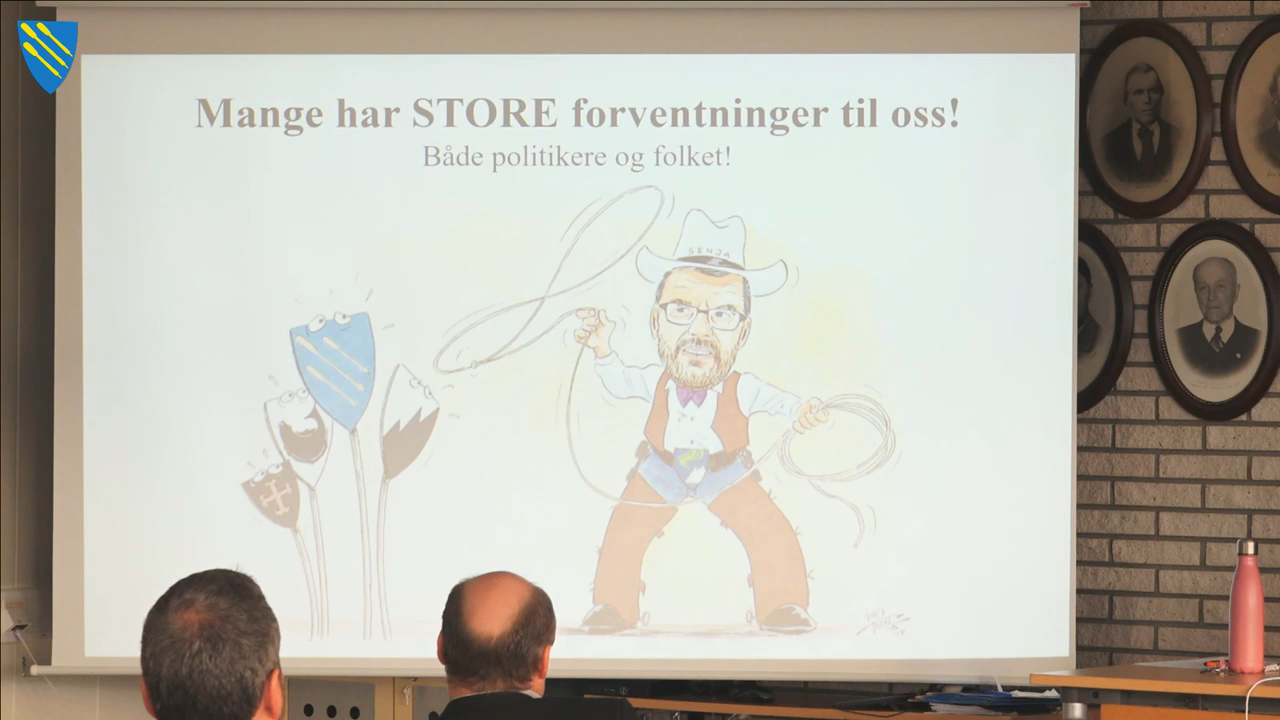 Mange har STORE forventninger til oss!
Både politikere og folket!
SENJA